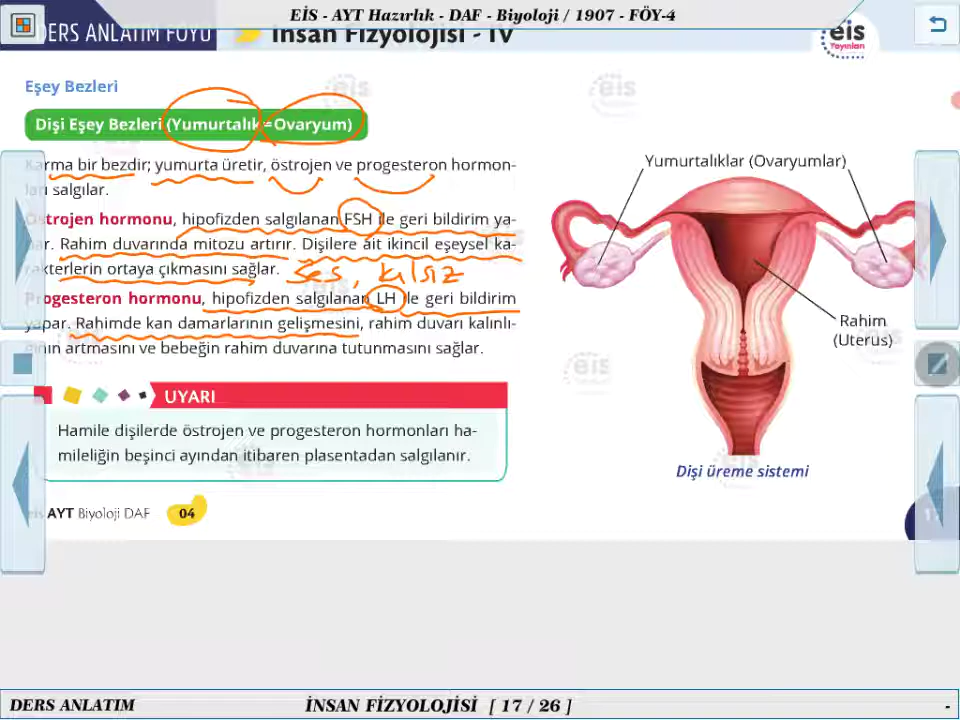 EİS - AYT Hazırlık - DAF - Biyoloji / 1907 - FÖY-4
DERS ANLATIM FÖYÜ
İnsan Fizyolojisi - IV
eis
Yayınları
Eşey Bezleri
Dişi Eşey Bezleri (Yumurtalık=Ovaryum)
Karma bir bezdir; yumurta üretir, östrojen ve progesteron hormon-
ları salgılar.
Östrojen hormonu, hipofizden salgılanan FSH ile geri bildirim ya-
par. Rahim duvarında mitozu artırır. Dişilere ait ikincil eşeysel ka-
rakterlerin ortaya çıkmasını sağlar.
ses, kılsız
Progesteron hormonu, hipofizden salgılanan LH ile geri bildirim
yapar. Rahimde kan damarlarının gelişmesini, rahim duvarı kalınlı-
ğının artmasını ve bebeğin rahim duvarına tutunmasını sağlar.
UYARI
Hamile dişilerde östrojen ve progesteron hormonları ha-
mileliğin beşinci ayından itibaren plasentadan salgılanır.
Yumurtalıklar (Ovaryumlar)
Rahim
(Uterus)
Dişi üreme sistemi
eis AYT Biyoloji DAF 04
17
DERS ANLATIM
İNSAN FİZYOLOJİSİ [ 17 / 26 ]
-